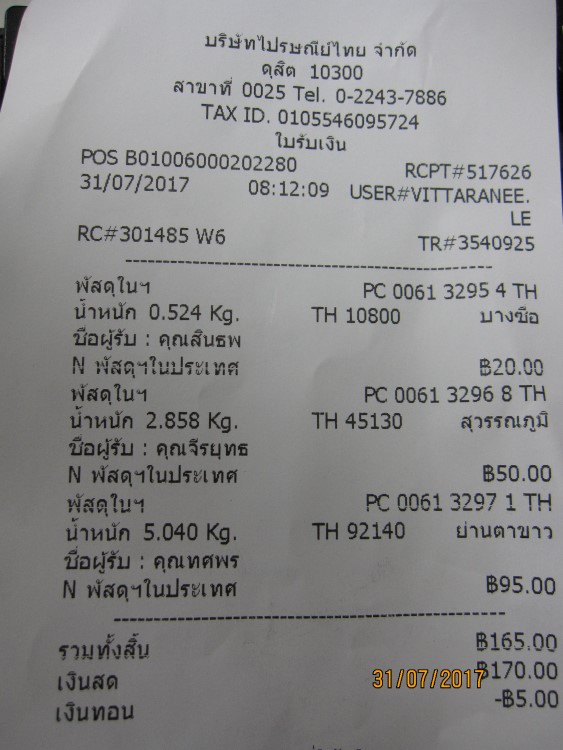 บริษัทไปรษณีย์ไทย จำกัด
ดุสิต 10300
สาขาที่ 0025 Tel. 0-2243-7886
TAX ID. 0105546095724
ใบรับเงิน
POS B01006000202280 RCPT#517626
31/07/2017 08:12:09 USER#VITTARANEE.
LE
RC#301485 W6 TR#3540925
พัสดุในฯ PC 0061 3295 4 TH
น้ำหนัก 0.524 Kg. TH 10800 บางซื่อ
ชื่อผู้รับ : คุณสินธพ
N พัสดุฯในประเทศ ฿20.00
พัสดุในฯ PC 0061 3296 8 TH
น้ำหนัก 2.858 Kg. TH 45130 สุวรรณภูมิ
ชื่อผู้รับ : คุณจีรยุทธ
N พัสดุฯในประเทศ ฿50.00
พัสดุในฯ PC 0061 3297 1 TH
น้ำหนัก 5.040 Kg. TH 92140 ย่านตาขาว
ชื่อผู้รับ : คุณทศพร
N พัสดุฯในประเทศ ฿95.00
รวมทั้งสิ้น ฿165.00
เงินสด ฿170.00
31/07/2017
เงินทอน -฿5.00